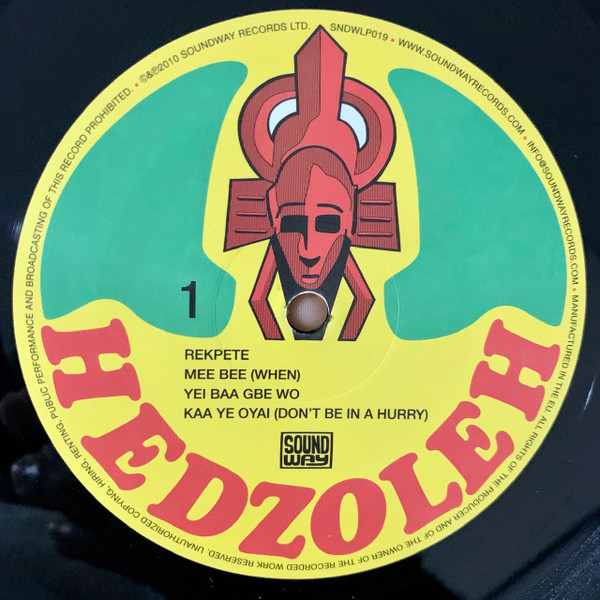 ©&℗2010 SOUNDWAY RECORDS LTD. • SNDWLP019 • WWW.SOUNDWAYRECORDS.COM • INFO@SOUNDWAYRECORDS.COM • MANUFACTURED IN THE EU. ALL RIGHTS OF THE PRODUCER AND OF THE OWNER OF THE RECORDED WORK RESERVED. UNAUTHORIZED COPYING, HIRING, RENTING, PUBLIC PERFORMANCE AND BROADCASTING OF THIS RECORD PROHIBITED. •
1
REKPETE
MEE BEE (WHEN)
YEI BAA GBE WO
KAA YE OYAI (DON'T BE IN A HURRY)
SOUND
WAY
HEDZOLEH